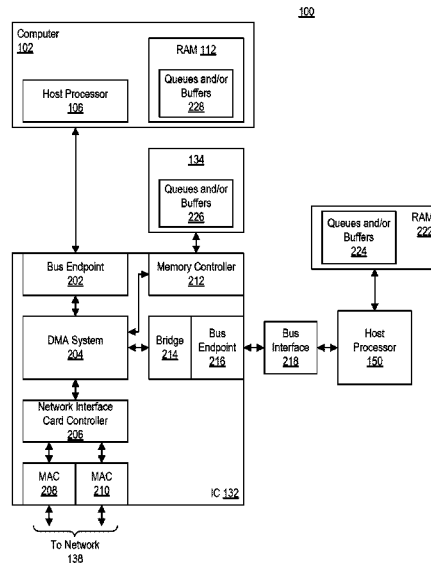 100
Computer
102
RAM 112
Host Processor
106
Queues and/or
Buffers
228
134
Queues and/or
Buffers
226
Queues and/or
Buffers
224
RAM
222
Bus Endpoint
202
Memory Controller
212
DMA System
204
Bridge
214
Bus
Endpoint
216
Bus
Interface
218
Host
Processor
150
Network Interface
Card Controller
206
MAC
208
MAC
210
IC 132
To Network
138